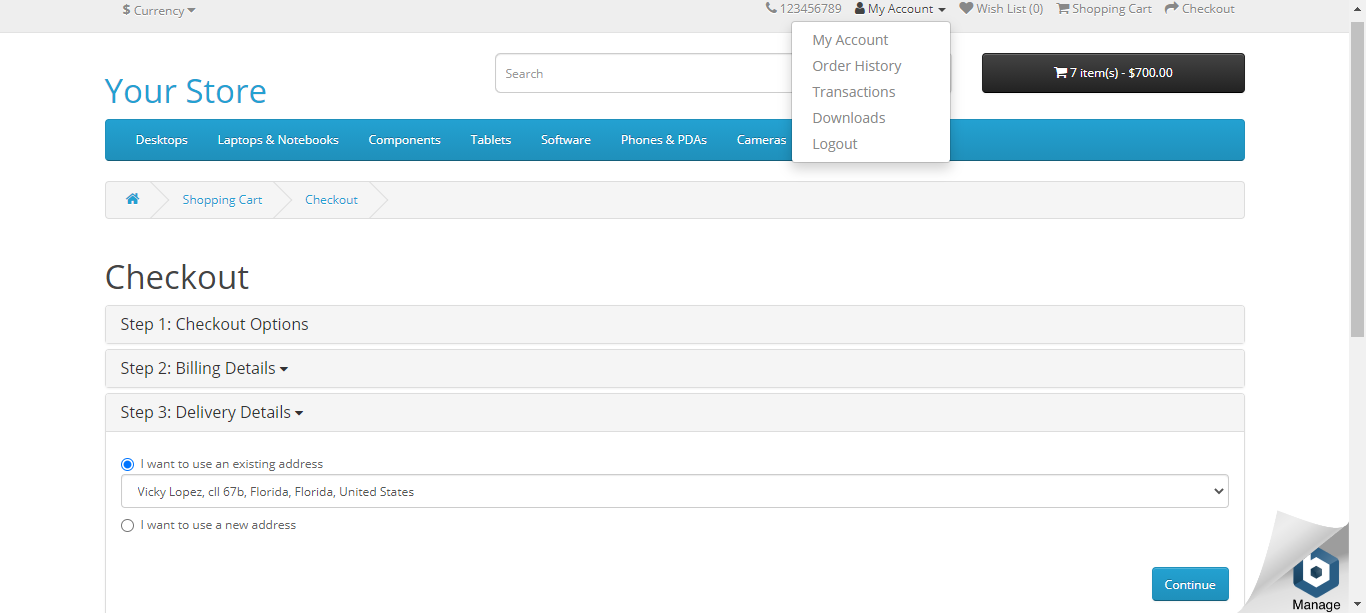 $ Currency
123456789 My Account Wish List (0) Shopping Cart Checkout
My Account
Order History
Transactions
Downloads
Logout
Your Store
Search
7 item(s) - $700.00
Desktops Laptops & Notebooks Components Tablets Software Phones & PDAs Cameras
Shopping Cart Checkout
Checkout
Step 1: Checkout Options
Step 2: Billing Details
Step 3: Delivery Details
I want to use an existing address
Vicky Lopez, cll 67b, Florida, Florida, United States
I want to use a new address
Continue
b
Manage